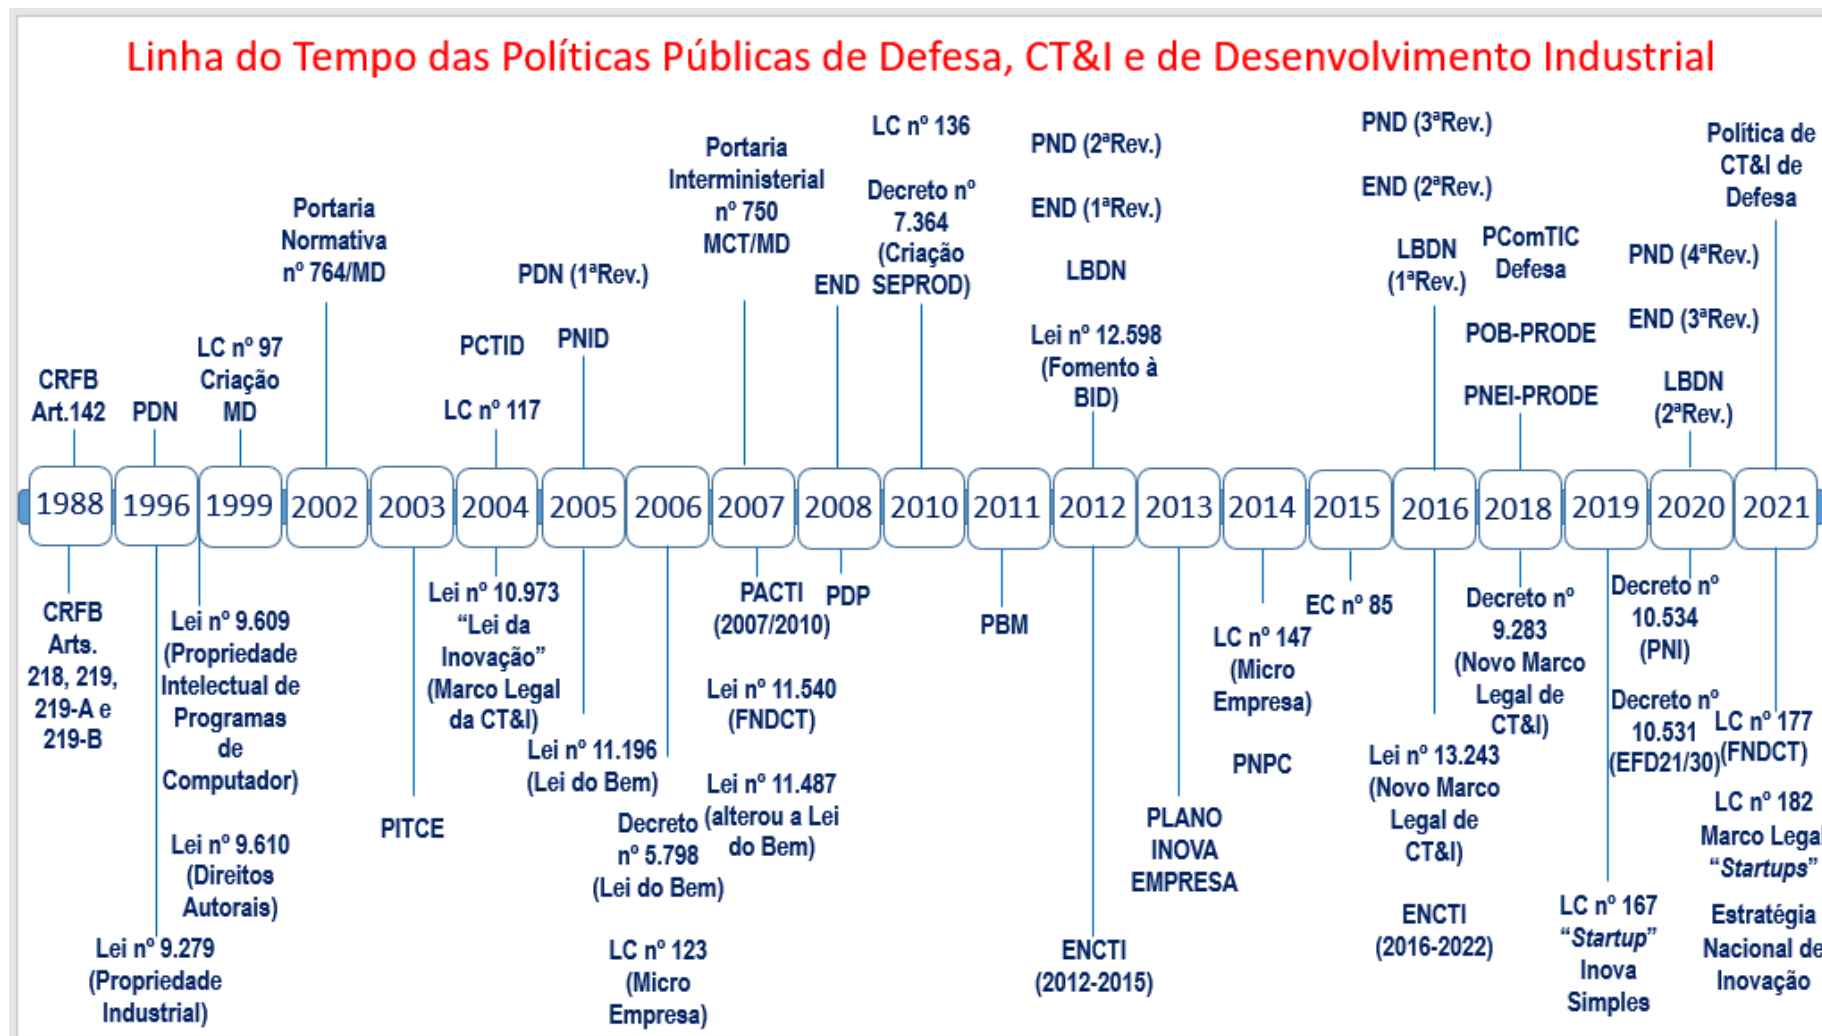 Linha do Tempo das Políticas Públicas de Defesa, CT&I e de Desenvolvimento Industrial
CRFB
Art.142
PDN
LC nº 97
Criação
MD
Portaria
Normativa
nº 764/MD
PCTID
LC nº 117
PDN (1ªRev.)
PNID
Portaria
Interministerial
nº 750
MCT/MD
END
LC nº 136
Decreto nº
7.364
(Criação
SEPROD)
PND (2ªRev.)
END (1ªRev.)
LBDN
Lei nº 12.598
(Fomento à
BID)
PND (3ªRev.)
END (2ªRev.)
LBDN
(1ªRev.)
PComTIC
Defesa
POB-PRODE
PNEI-PRODE
PND (4ªRev.)
END (3ªRev.)
LBDN
(2ªRev.)
Política de
CT&I de
Defesa
1988
1996
1999
2002
2003
2004
2005
2006
2007
2008
2010
2011
2012
2013
2014
2015
2016
2018
2019
2020
2021
CRFB
Arts.
218, 219,
219-A e
219-B
Lei nº 9.279
(Propriedade
Industrial)
Lei nº 9.609
(Propriedade
Intelectual de
Programas
de
Computador)
Lei nº 9.610
(Direitos
Autorais)
PITCE
Lei nº 10.973
“Lei da
Inovação”
(Marco Legal
da CT&I)
Lei nº 11.196
(Lei do Bem)
Decreto
nº 5.798
(Lei do Bem)
LC nº 123
(Micro
Empresa)
PACTI
(2007/2010)
Lei nº 11.540
(FNDCT)
Lei nº 11.487
(alterou a Lei
do Bem)
PDP
PBM
ENCTI
(2012-2015)
PLANO
INOVA
EMPRESA
LC nº 147
(Micro
Empresa)
PNPC
EC nº 85
Lei nº 13.243
(Novo Marco
Legal de
CT&I)
ENCTI
(2016-2022)
Decreto nº
9.283
(Novo Marco
Legal de
CT&I)
LC nº 167
“Startup”
Inova
Simples
Decreto nº
10.534
(PNI)
Decreto nº
10.531
(EFD21/30)
LC nº 177
(FNDCT)
LC nº 182
Marco Legal
“Startups”
Estratégia
Nacional de
Inovação